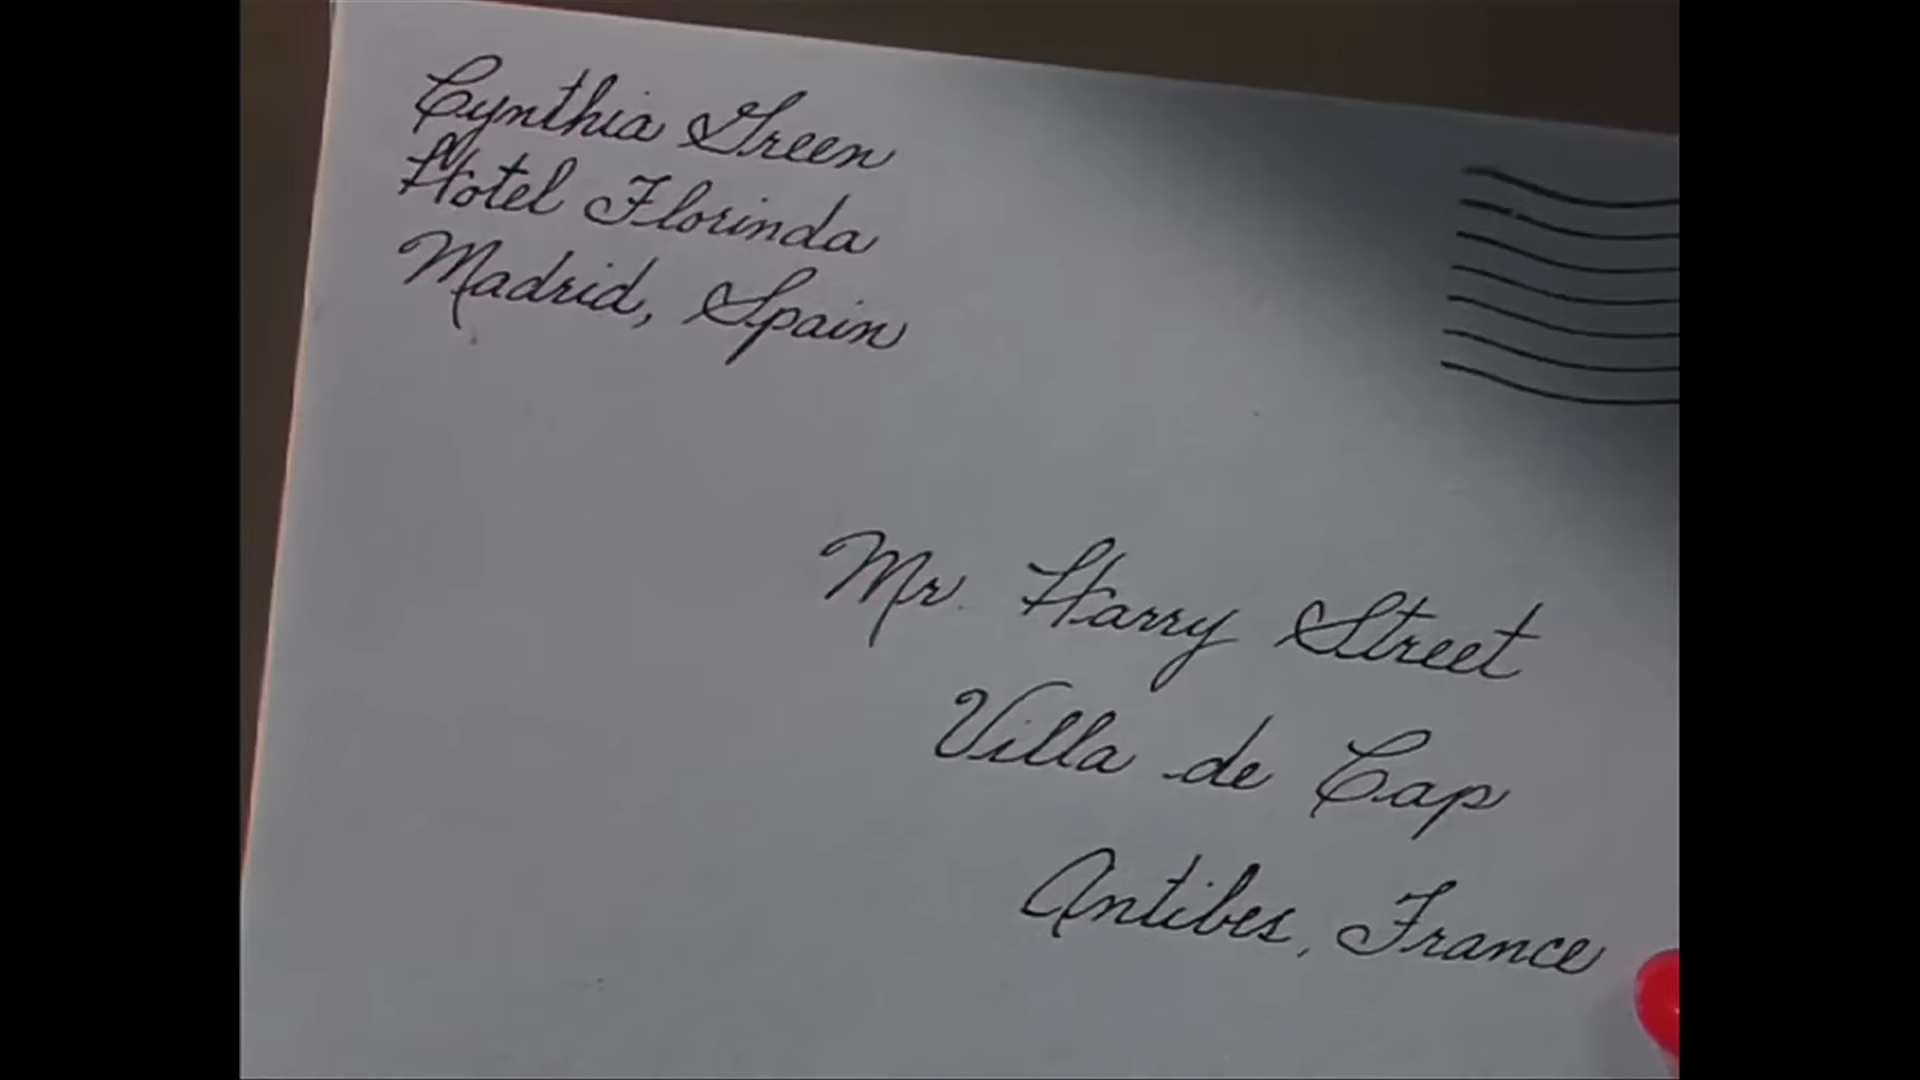 Cynthia Green
Hotel Florinda
Madrid, Spain
Mr. Harry Street
Villa de Cap
Antibes, France